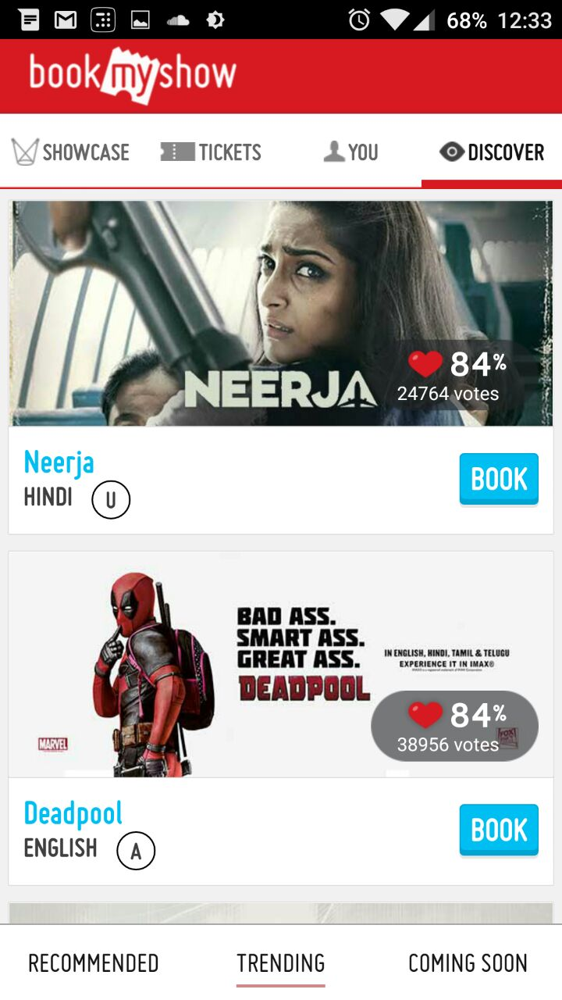 68% 12:33
bookmyshow
SHOWCASE TICKETS YOU DISCOVER
NEERJA
84%
24764 votes
Neerja
HINDI U
BOOK
BAD ASS.
SMART ASS.
GREAT ASS.
DEADPOOL
IN ENGLISH, HINDI, TAMIL & TELUGU
EXPERIENCE IT IN IMAX®
MARVEL
84%
38956 votes
FOX
Deadpool
ENGLISH A
BOOK
RECOMMENDED TRENDING COMING SOON